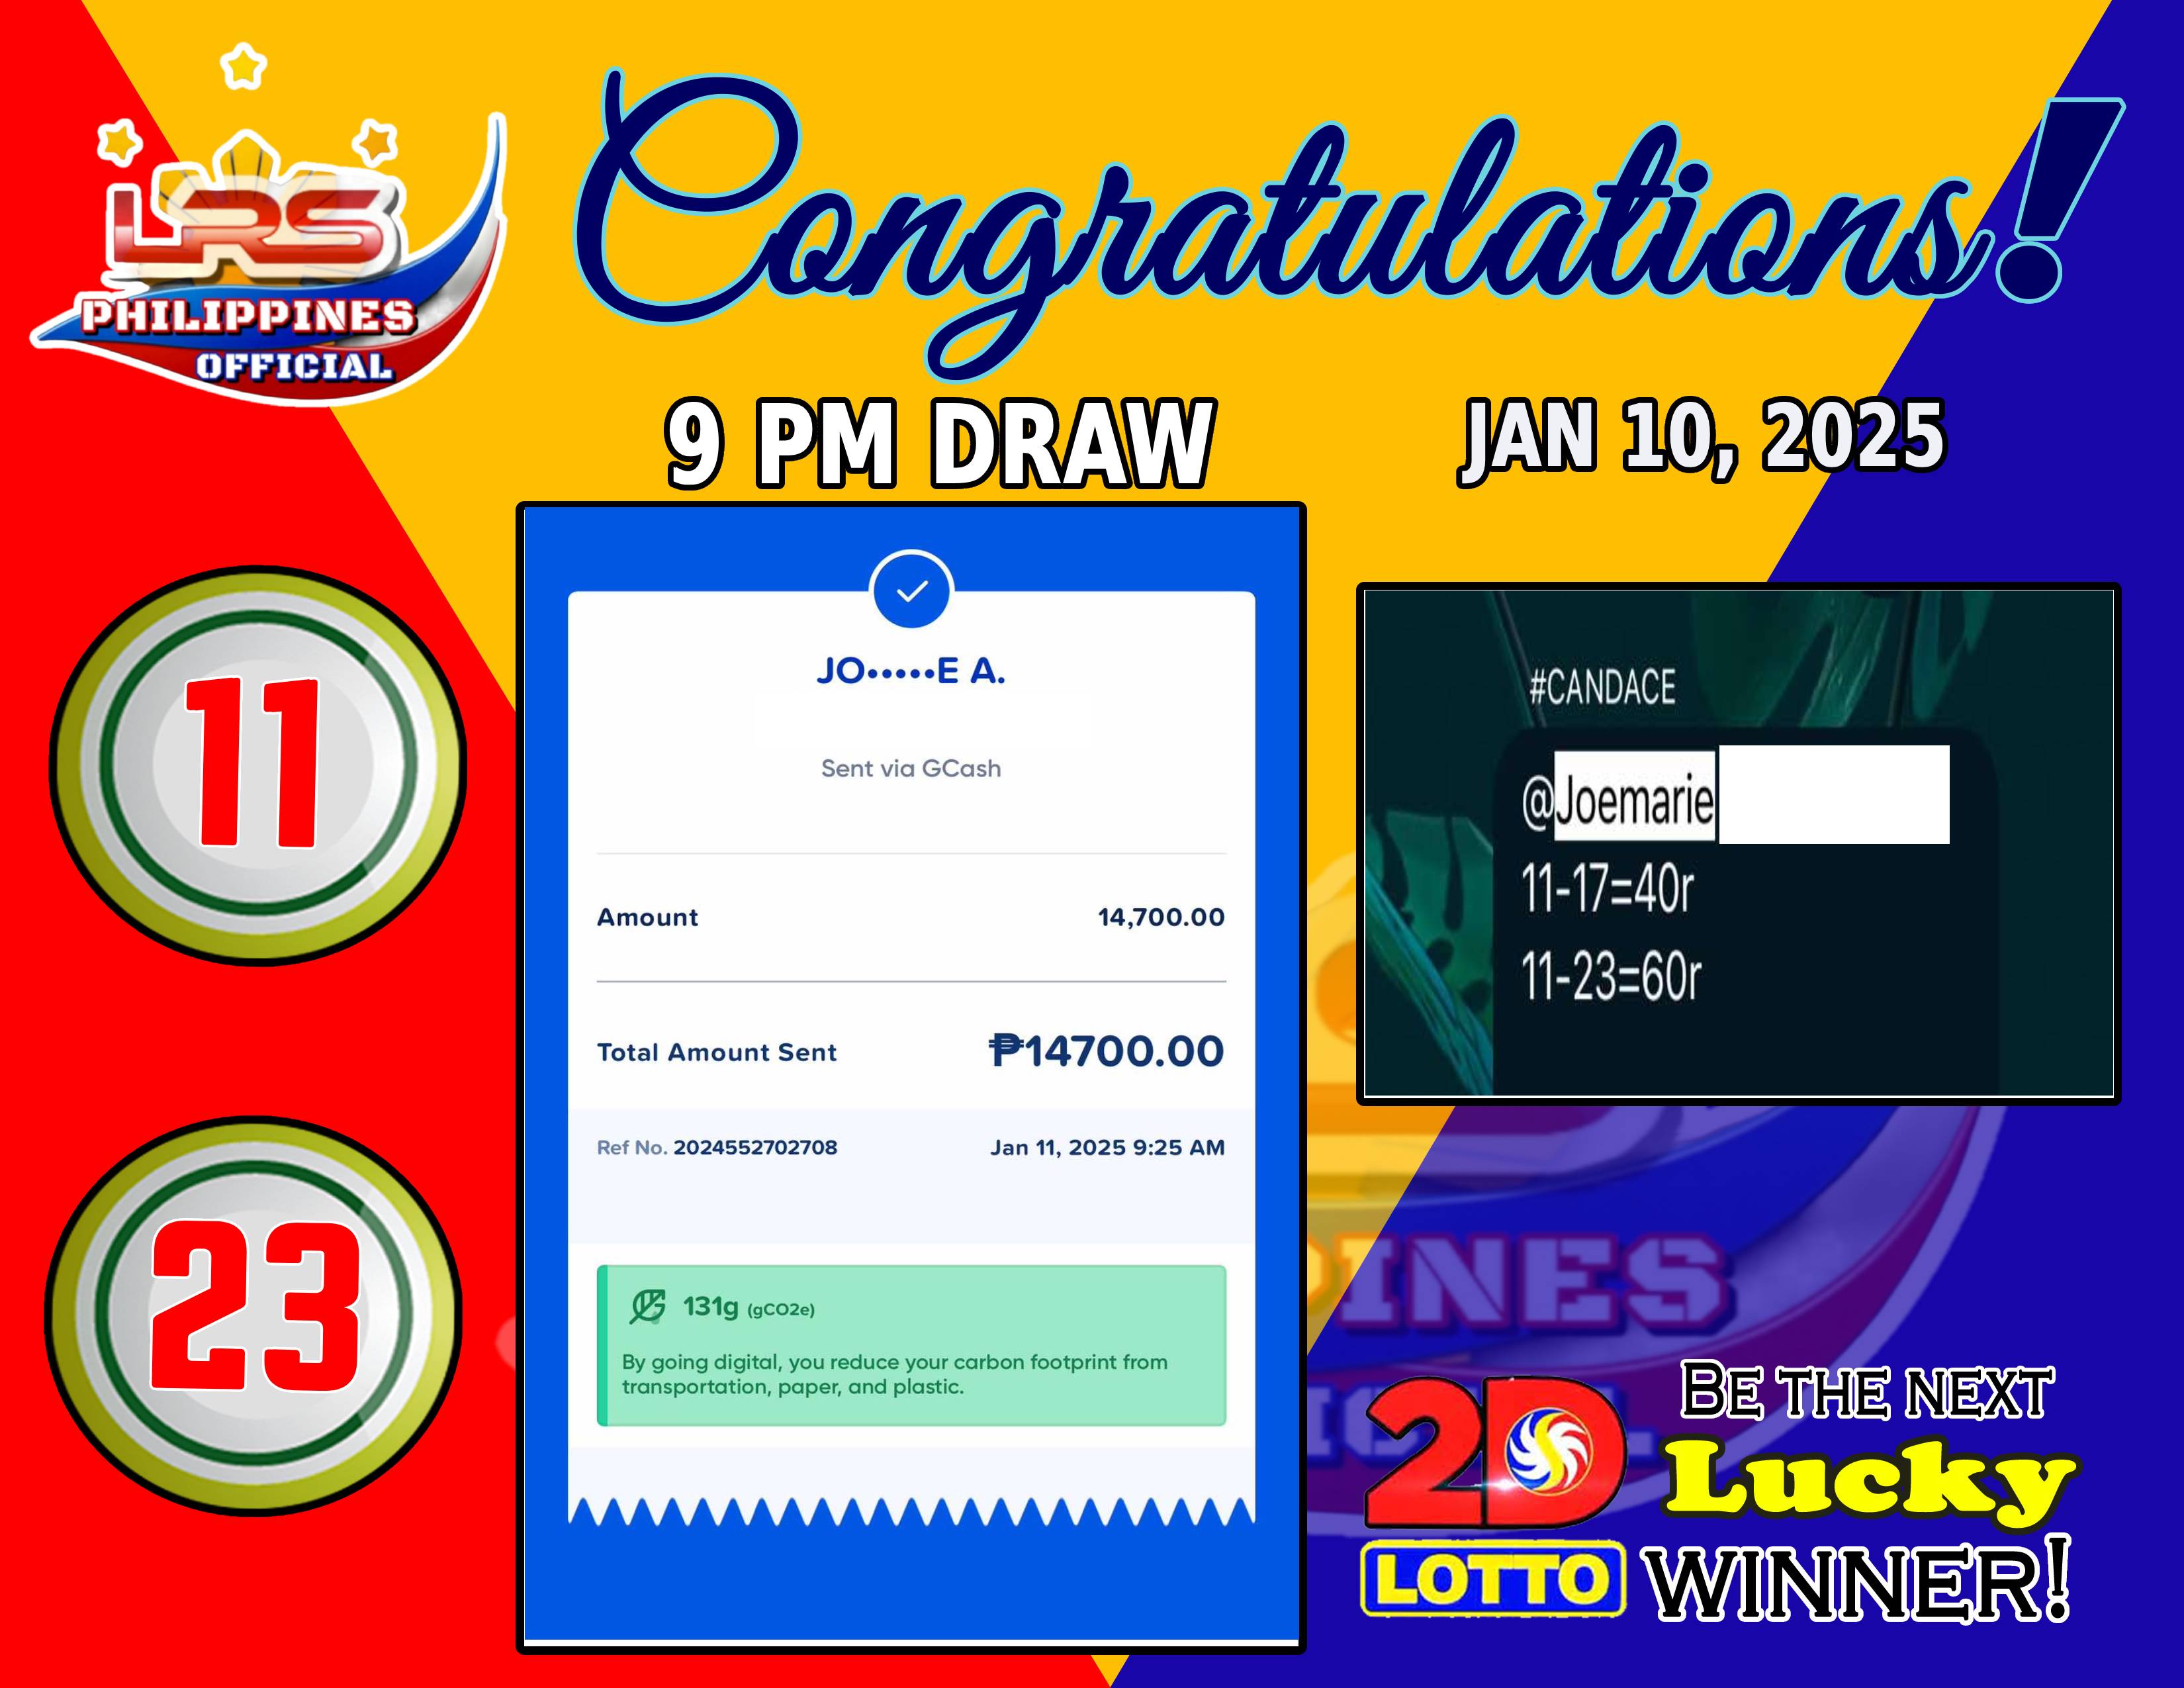 LRS
PHILIPPINES
OFFICIAL
Congratulations!
9 PM DRAW
JAN 10, 2025
11
23
JO•••••E A.
Sent via GCash
Amount 14,700.00
Total Amount Sent ₱14700.00
Ref No. 2024552702708 Jan 11, 2025 9:25 AM
131g (gCO2e)
By going digital, you reduce your carbon footprint from
transportation, paper, and plastic.
#CANDACE
@Joemarie
11-17=40r
11-23=60r
PINES
2D
LOTTO
BE THE NEXT
Lucky
WINNER!